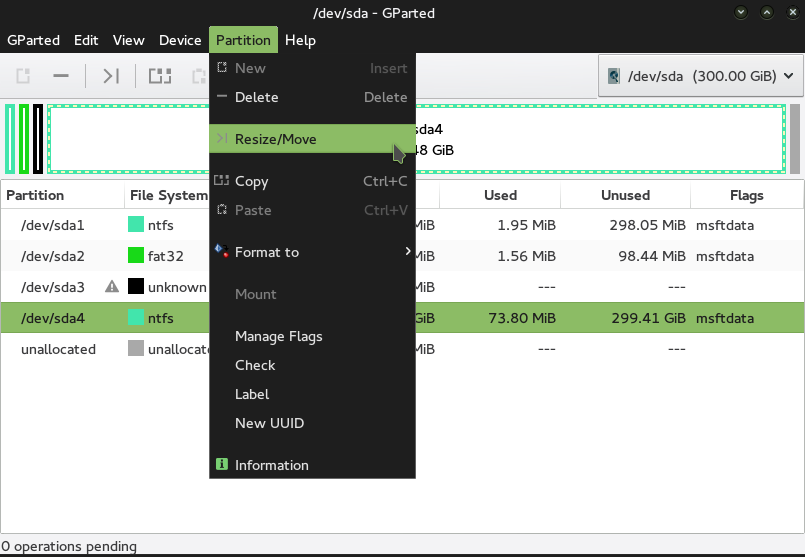 /dev/sda - GParted
GParted Edit View Device Partition Help
/dev/sda (300.00 GiB)
New Insert
Delete Delete
Resize/Move
Copy Ctrl+C
Paste Ctrl+V
Format to
Mount
Manage Flags
Check
Label
New UUID
Information
sda4
48 GiB
Partition File System Used Unused Flags
/dev/sda1 ntfs MiB 1.95 MiB 298.05 MiB msftdata
/dev/sda2 fat32 MiB 1.56 MiB 98.44 MiB msftdata
/dev/sda3 unknown MiB --- ---
/dev/sda4 ntfs GiB 73.80 MiB 299.41 GiB msftdata
unallocated unallocat MiB --- ---
0 operations pending